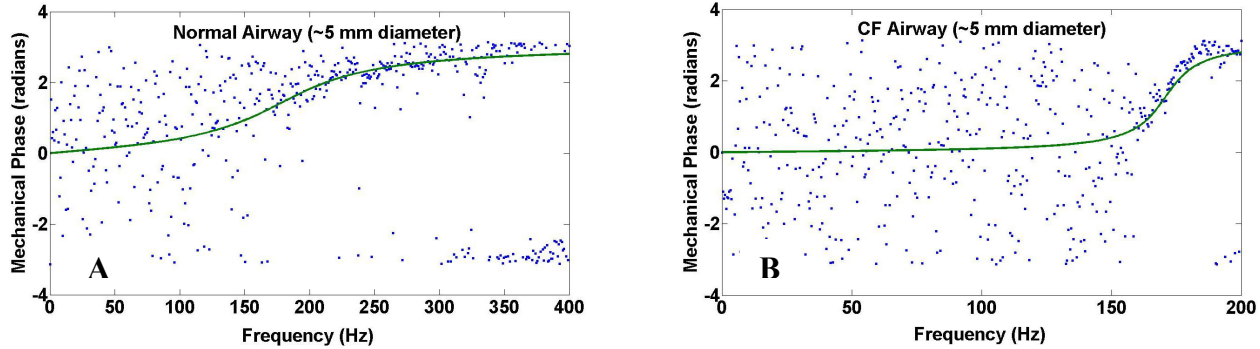 Normal Airway (~5 mm diameter)
Mechanical Phase (radians)
4
2
0
-2
-4
A
0 50 100 150 200 250 300 350 400
Frequency (Hz)
CF Airway (~5 mm diameter)
Mechanical Phase (radians)
4
2
0
-2
-4
B
0 50 100 150 200
Frequency (Hz)